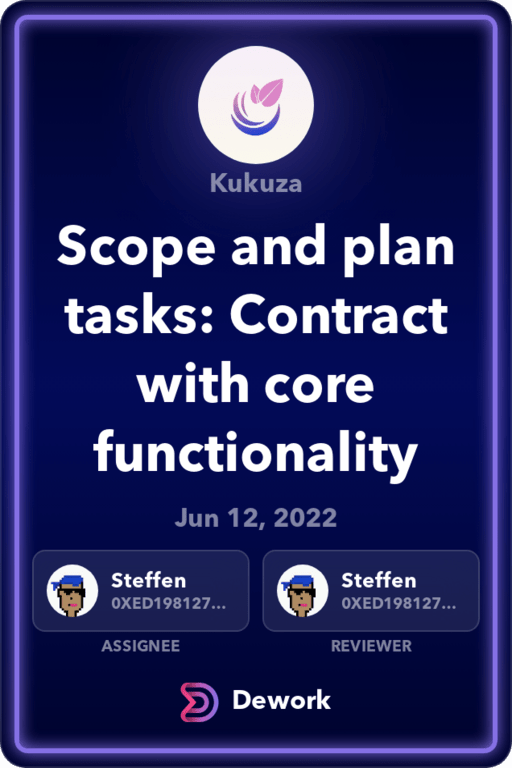 Kukuza
Scope and plan
tasks: Contract
with core
functionality
Jun 12, 2022
Steffen
0XED198127...
ASSIGNEE
Steffen
0XED198127...
REVIEWER
Dework